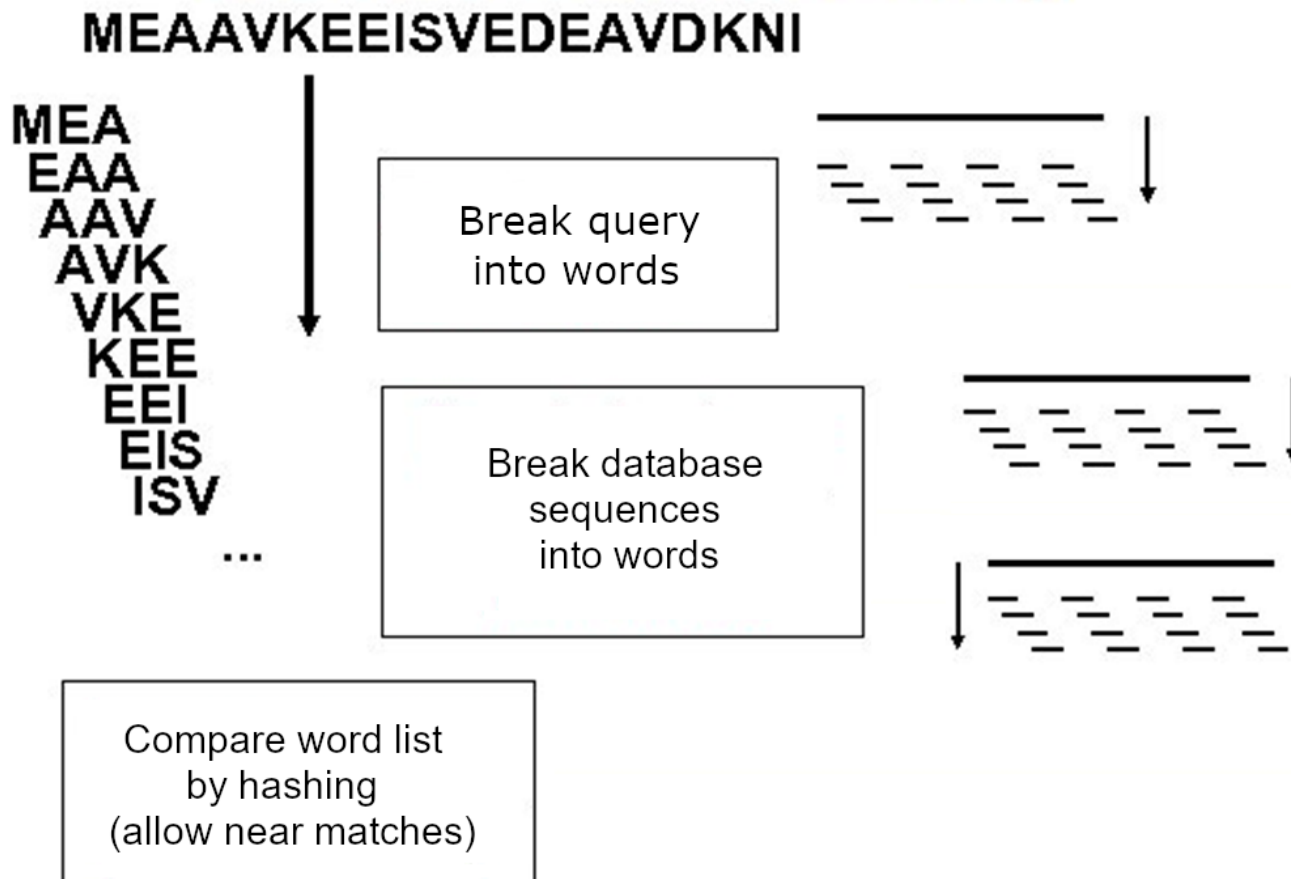 MEAAVKEEISVEDEAVDKNI
MEA
EAA
AAV
AVK
VKE
KEE
EEI
EIS
ISV
...
Break query
into words
Break database
sequences
into words
Compare word list
by hashing
(allow near matches)